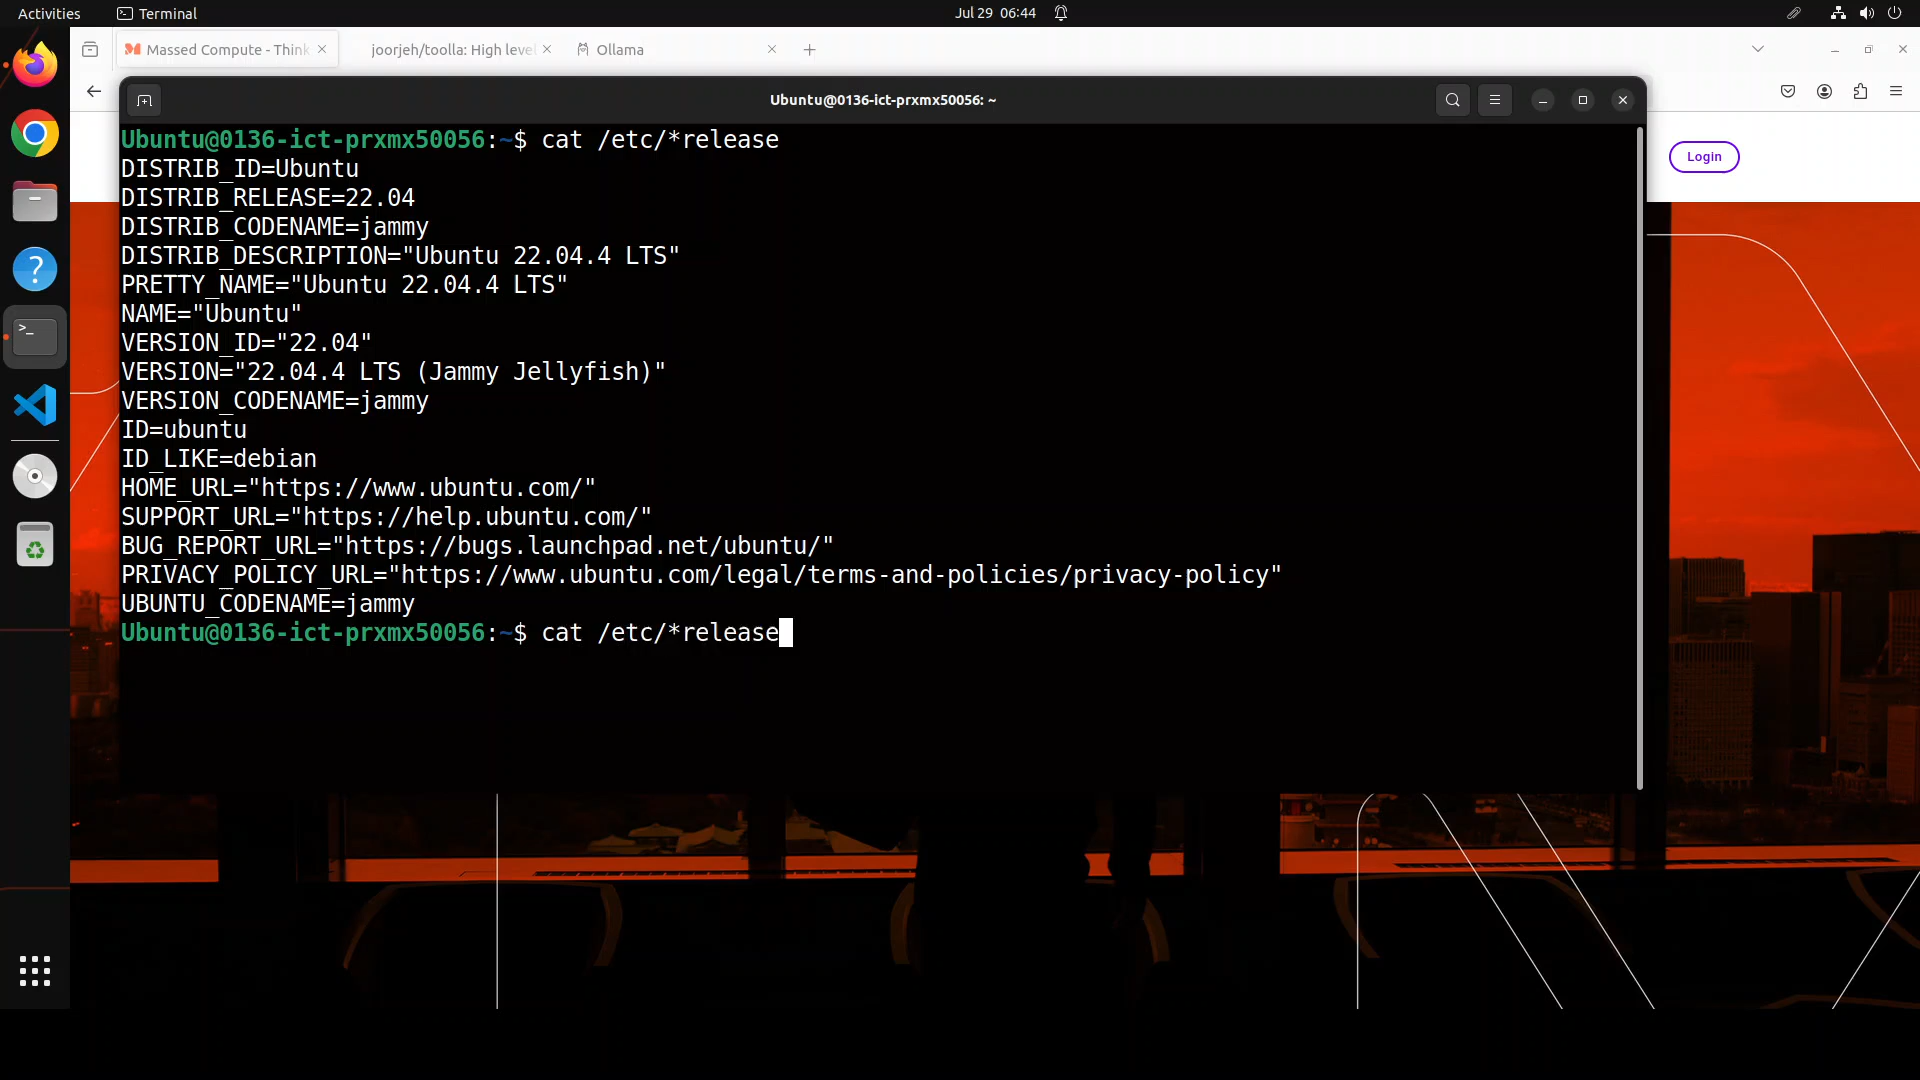 Activities Terminal Jul 29 06:44
Massed Compute - Think joorjeh/toolla: High leve Ollama
Ubuntu@0136-ict-prxmx50056: ~
Login
Ubuntu@0136-ict-prxmx50056:~$ cat /etc/*release
DISTRIB_ID=Ubuntu
DISTRIB_RELEASE=22.04
DISTRIB_CODENAME=jammy
DISTRIB_DESCRIPTION="Ubuntu 22.04.4 LTS"
PRETTY_NAME="Ubuntu 22.04.4 LTS"
NAME="Ubuntu"
VERSION_ID="22.04"
VERSION="22.04.4 LTS (Jammy Jellyfish)"
VERSION_CODENAME=jammy
ID=ubuntu
ID_LIKE=debian
HOME_URL="https://www.ubuntu.com/"
SUPPORT_URL="https://help.ubuntu.com/"
BUG_REPORT_URL="https://bugs.launchpad.net/ubuntu/"
PRIVACY_POLICY_URL="https://www.ubuntu.com/legal/terms-and-policies/privacy-policy"
UBUNTU_CODENAME=jammy
Ubuntu@0136-ict-prxmx50056:~$ cat /etc/*release